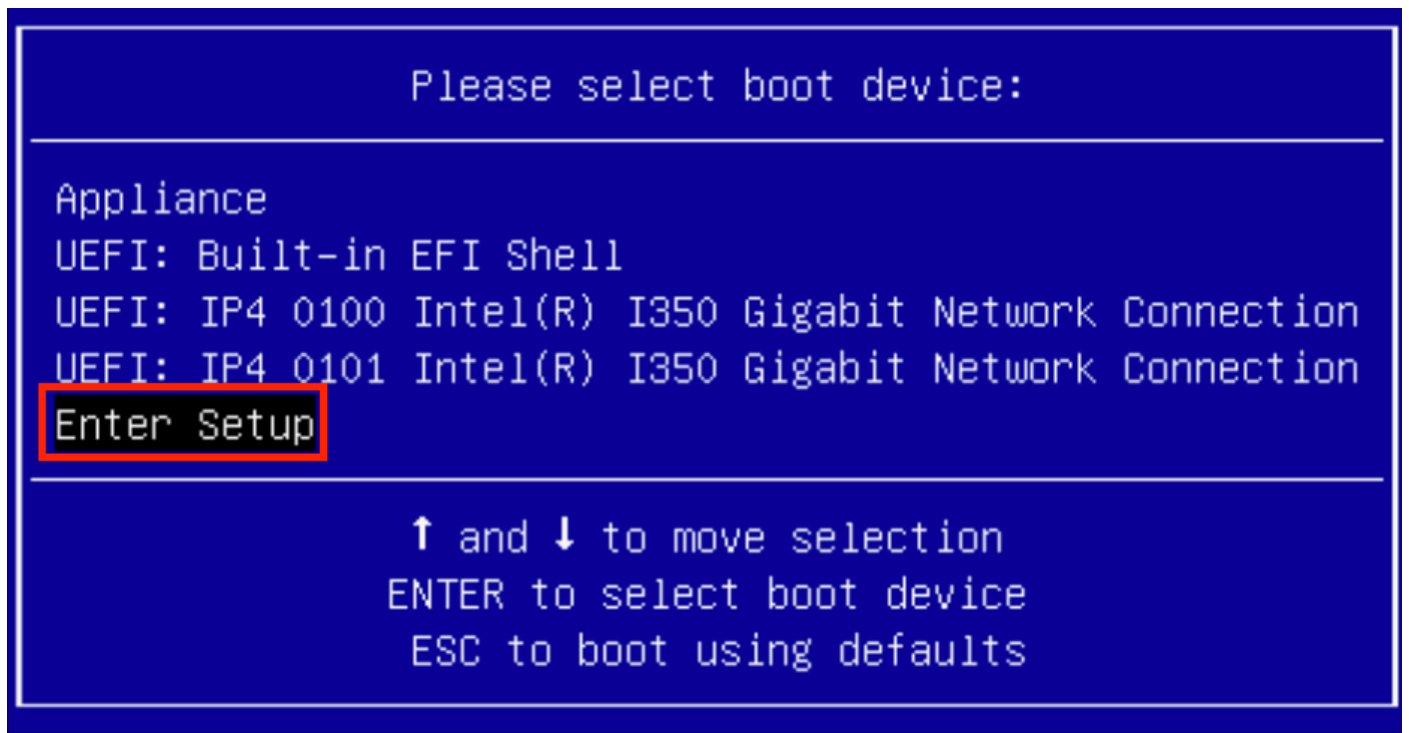 Please select boot device:
Appliance
UEFI: Built-in EFI Shell
UEFI: IP4 0100 Intel(R) I350 Gigabit Network Connection
UEFI: IP4 0101 Intel(R) I350 Gigabit Network Connection
Enter Setup
↑ and ↓ to move selection
ENTER to select boot device
ESC to boot using defaults